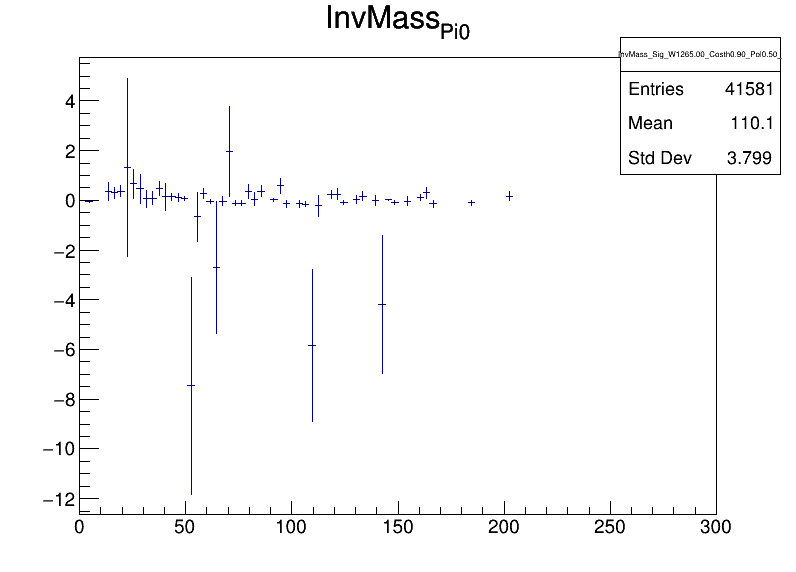 InvMass_Pi0
InvMass_Sig_W1265.00_Costh0.90_Pol0.50_
Entries 41581
Mean 110.1
Std Dev 3.799
4
2
0
−2
−4
−6
−8
−10
−12
0 50 100 150 200 250 300